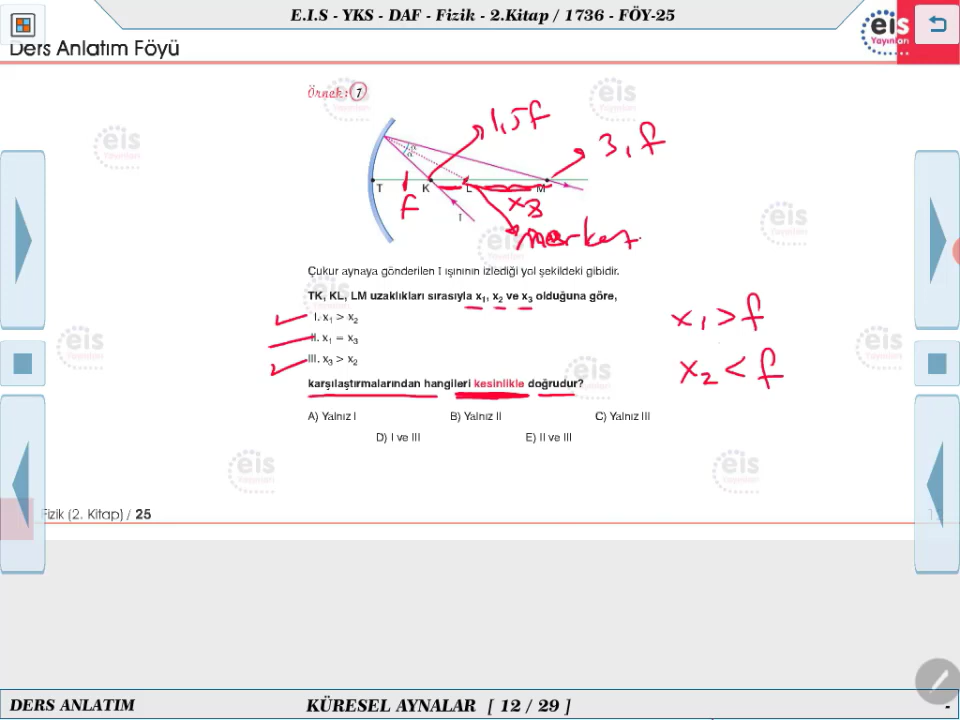 E.I.S - YKS - DAF - Fizik - 2.Kitap / 1736 - FÖY-25
eis
Yayınları
Ders Anlatım Föyü
Örnek: 7
1,5f
3,f
α
α
T
K
L
M
f
x3
merkez
I
Çukur aynaya gönderilen I ışınının izlediği yol şekildeki gibidir.
TK, KL, LM uzaklıkları sırasıyla x₁, x₂ ve x₃ olduğuna göre,
I. x₁ > x₂
II. x₁ = x₃
III. x₃ > x₂
x₁ > f
x₂ < f
karşılaştırmalarından hangileri kesinlikle doğrudur?
A) Yalnız I B) Yalnız II C) Yalnız III
D) I ve III E) II ve III
Fizik (2. Kitap) / 25
DERS ANLATIM
KÜRESEL AYNALAR [ 12 / 29 ]
-